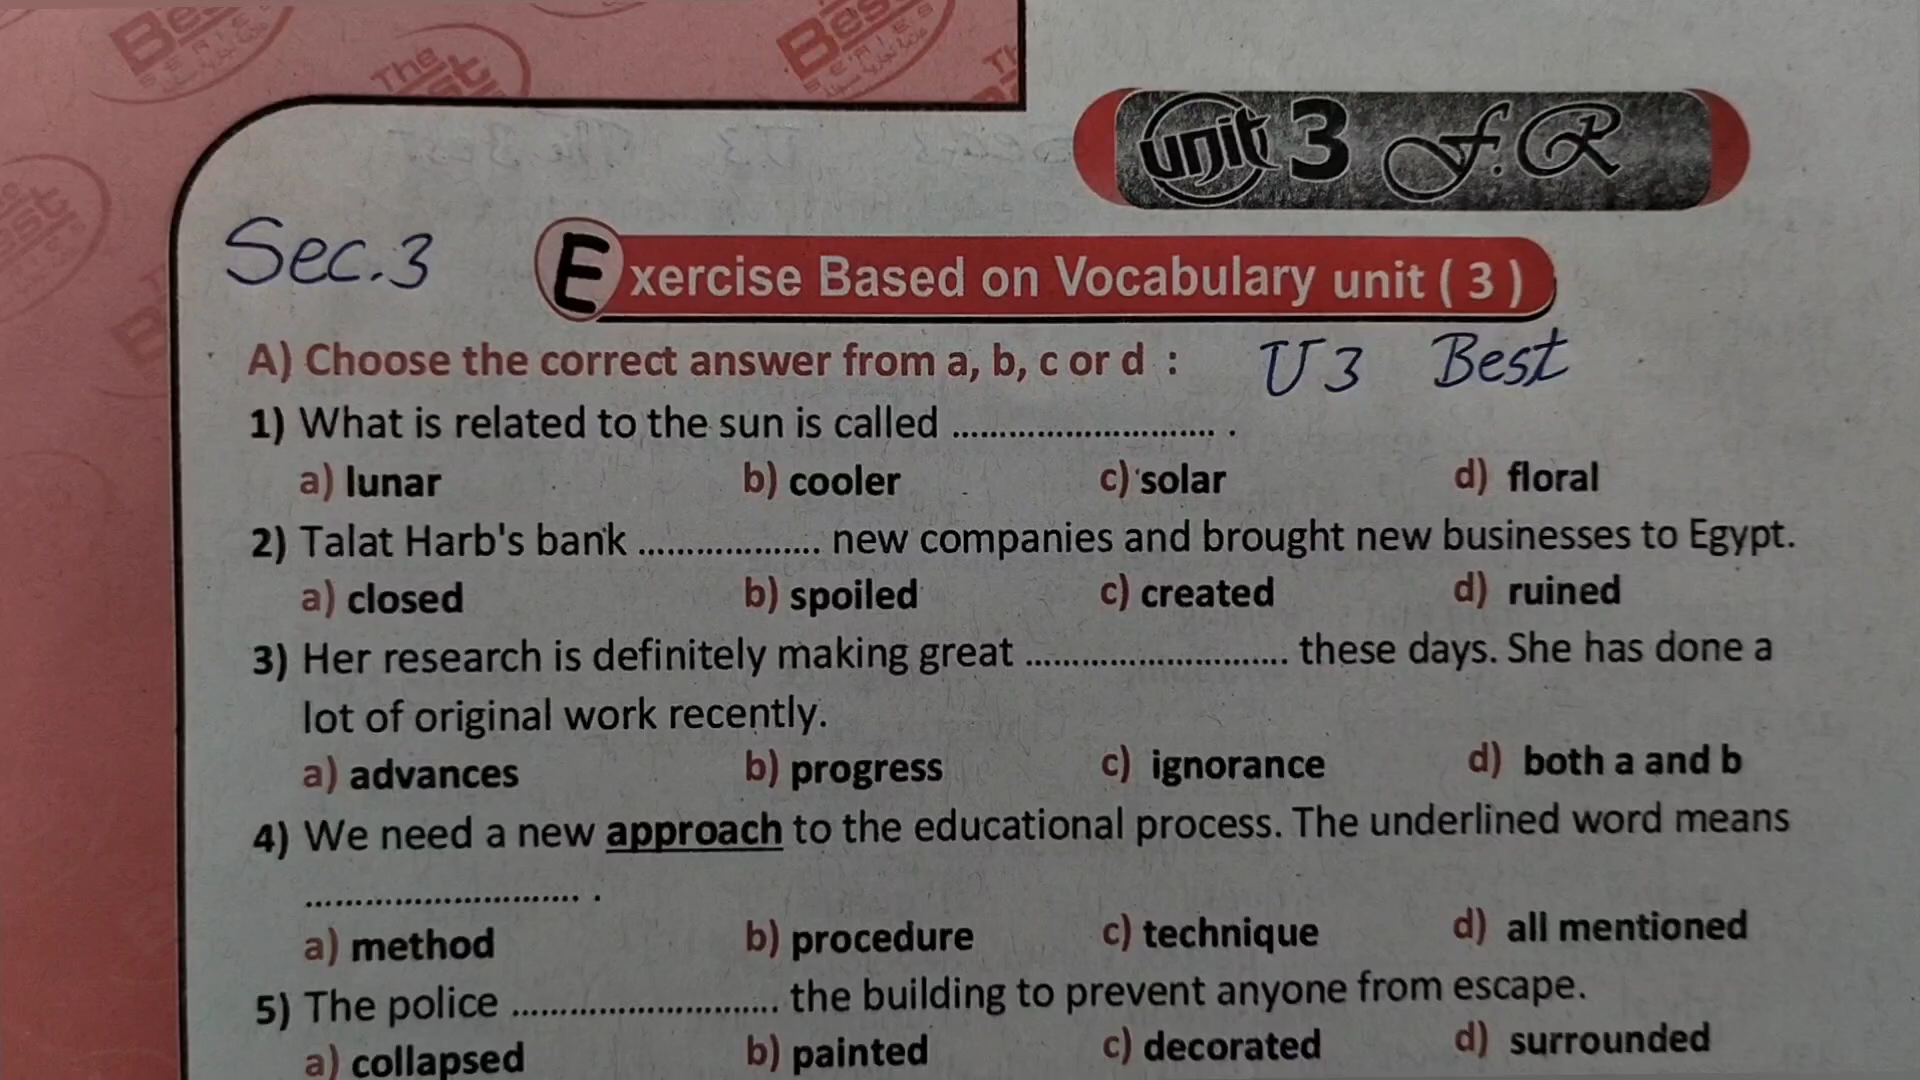 The Best
SERIES
unit 3 F.R
Sec.3
Exercise Based on Vocabulary unit ( 3 )
A) Choose the correct answer from a, b, c or d : U3 Best
1) What is related to the sun is called ........................... .
a) lunar b) cooler c) solar d) floral
2) Talat Harb's bank ................... new companies and brought new businesses to Egypt.
a) closed b) spoiled c) created d) ruined
3) Her research is definitely making great ........................... these days. She has done a
lot of original work recently.
a) advances b) progress c) ignorance d) both a and b
4) We need a new approach to the educational process. The underlined word means
............................ .
a) method b) procedure c) technique d) all mentioned
5) The police ........................... the building to prevent anyone from escape.
a) collapsed b) painted c) decorated d) surrounded